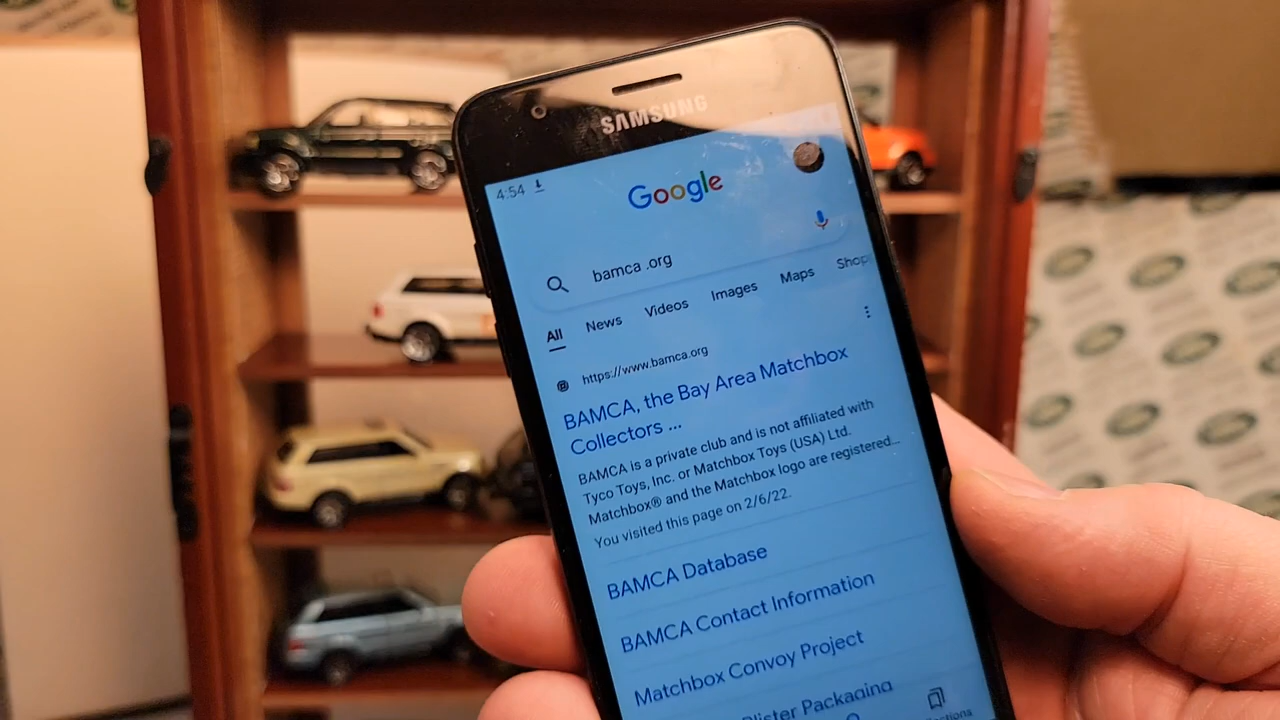 SAMSUNG
4:54
Google
bamca .org
All News Videos Images Maps Shop
https://www.bamca.org
BAMCA, the Bay Area Matchbox
Collectors ...
BAMCA is a private club and is not affiliated with
Tyco Toys, Inc. or Matchbox Toys (USA) Ltd.
Matchbox® and the Matchbox logo are registered...
You visited this page on 2/6/22.
BAMCA Database
BAMCA Contact Information
Matchbox Convoy Project
Blister Packaging